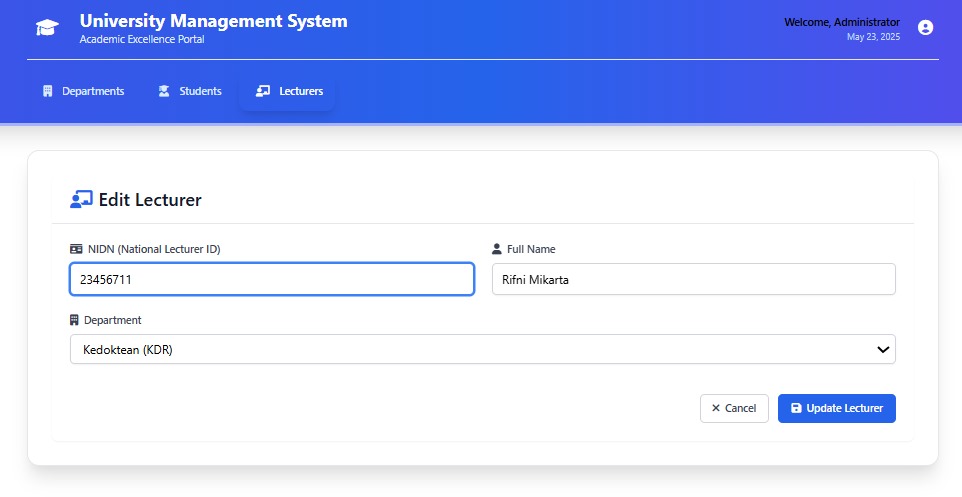 University Management System
Academic Excellence Portal
Welcome, Administrator
May 23, 2025
Departments
Students
Lecturers
Edit Lecturer
NIDN (National Lecturer ID)
Full Name
23456711
Rifni Mikarta
Department
Kedoktean (KDR)
Cancel
Update Lecturer